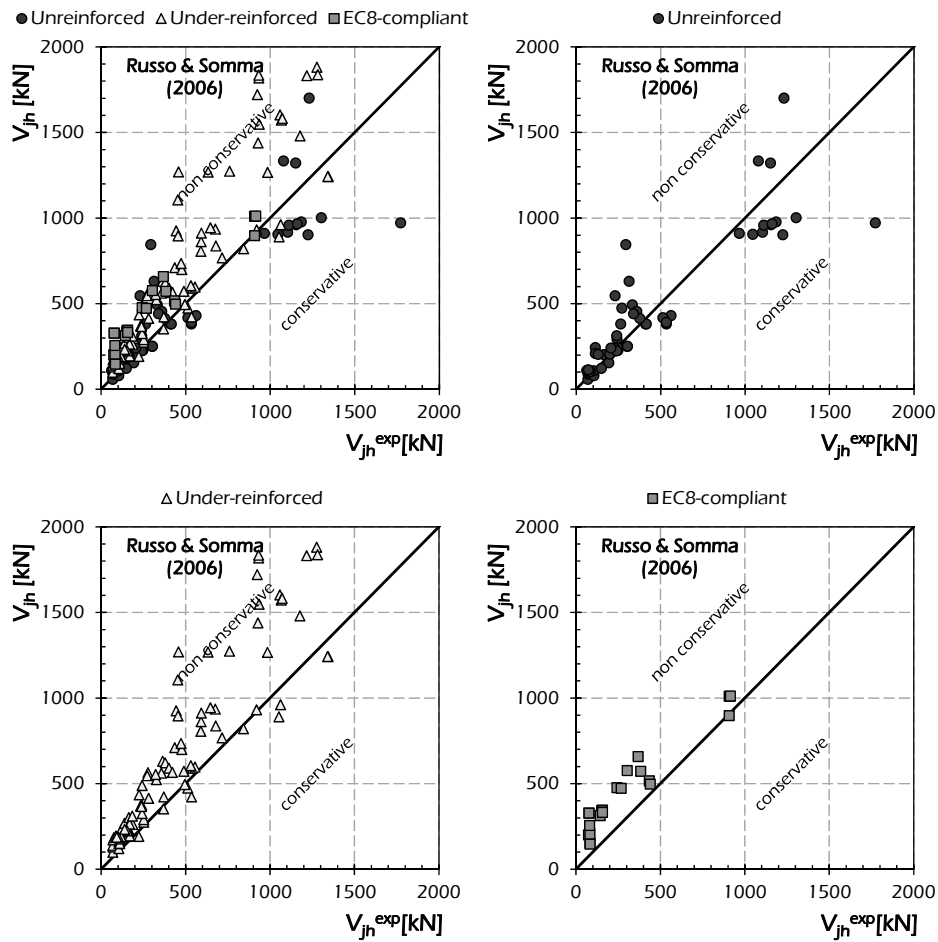 Unreinforced Under-reinforced EC8-compliant
2000
1500
1000
500
0
V_jh [kN]
Russo & Somma
(2006)
non conservative
conservative
0 500 1000 1500 2000
V_jh^exp[kN]
Unreinforced
2000
1500
1000
500
0
V_jh [kN]
Russo & Somma
(2006)
non conservative
conservative
0 500 1000 1500 2000
V_jh^exp[kN]
Under-reinforced
2000
1500
1000
500
0
V_jh [kN]
Russo & Somma
(2006)
non conservative
conservative
0 500 1000 1500 2000
V_jh^exp[kN]
EC8-compliant
2000
1500
1000
500
0
V_jh [kN]
Russo & Somma
(2006)
non conservative
conservative
0 500 1000 1500 2000
V_jh^exp[kN]